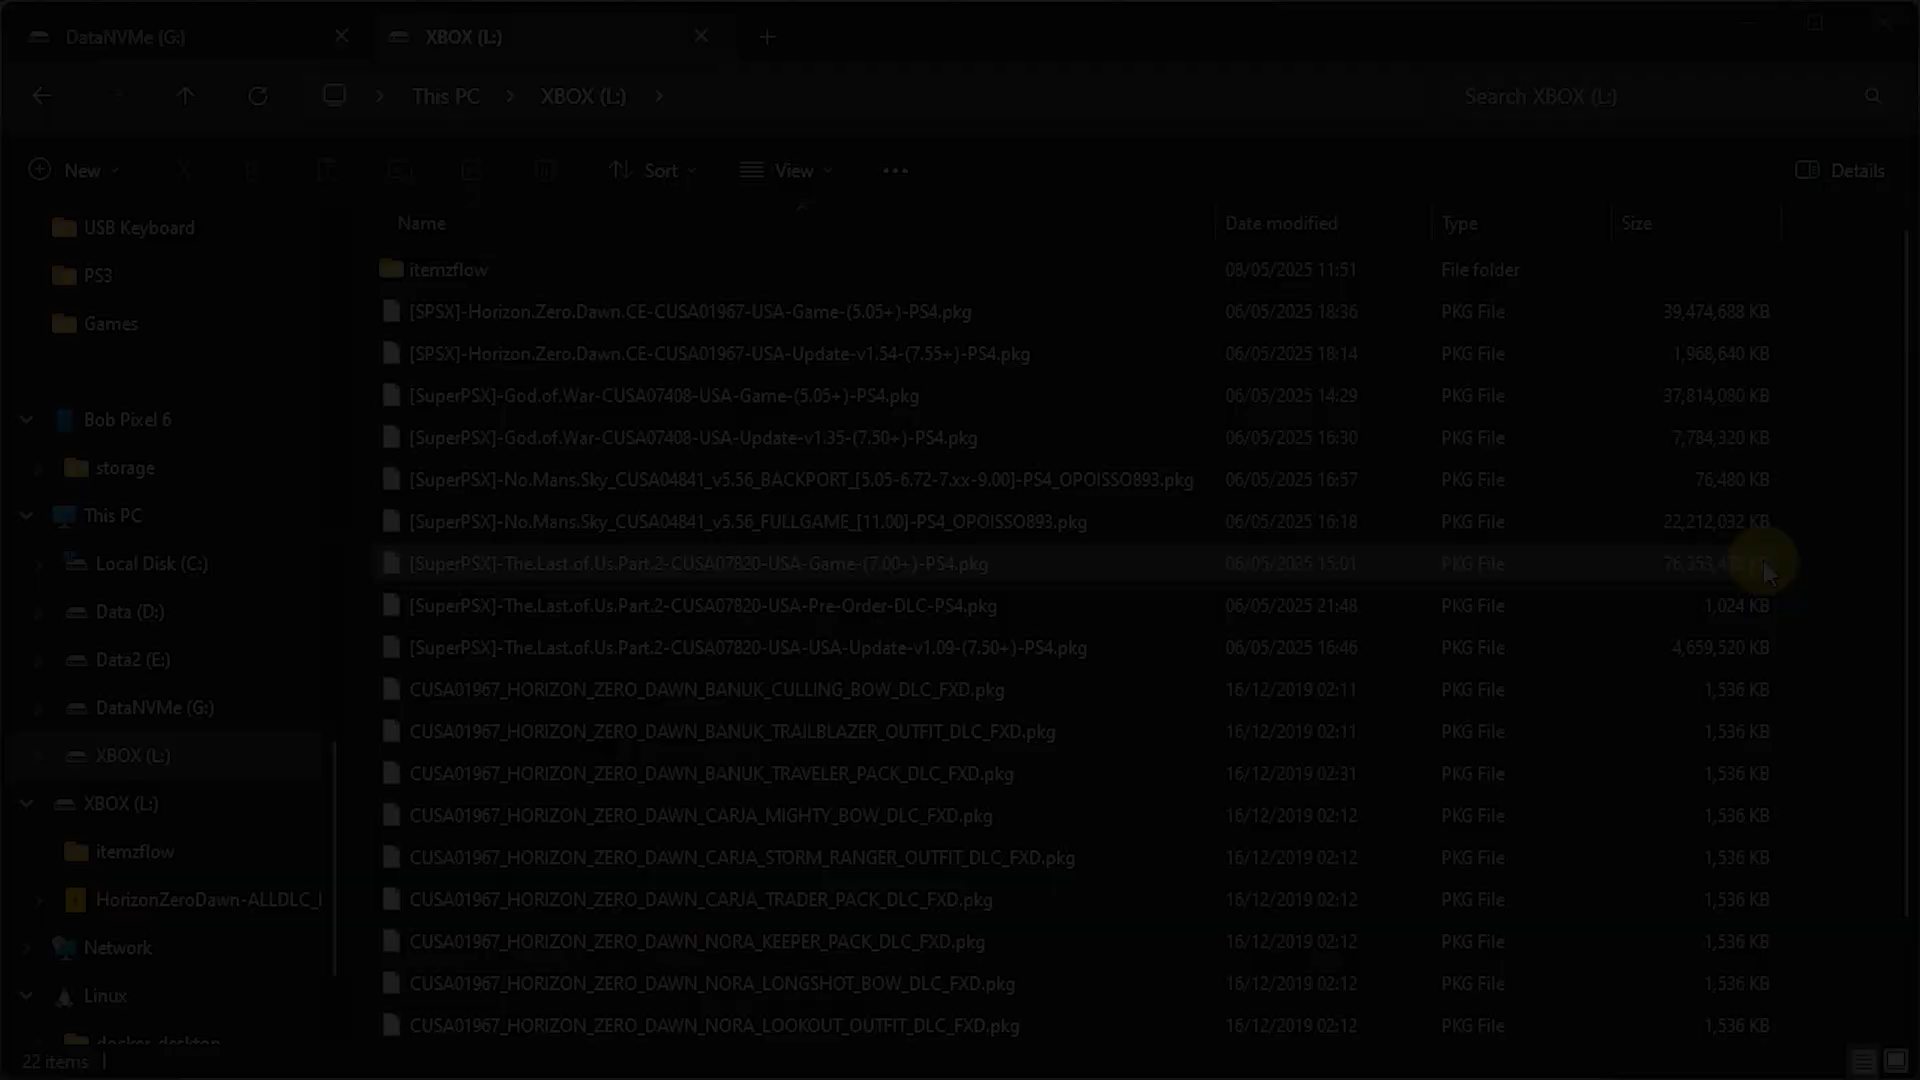 DataNVMe (G:)
XBOX (L:)
This PC
XBOX (L:)
Search XBOX (L:)
New
Sort
View
Details
USB Keyboard
PS3
Games
Bob Pixel 6
storage
This PC
Local Disk (C:)
Data (D:)
Data2 (E:)
DataNVMe (G:)
XBOX (L:)
XBOX (L:)
itemzflow
HorizonZeroDawn-ALLDLC_
Network
Linux
docker-desktop
22 items
Name Date modified Type Size
itemzflow 08/05/2025 11:51 File folder
[SPSX]-Horizon.Zero.Dawn.CE-CUSA01967-USA-Game-(5.05+)-PS4.pkg 06/05/2025 18:36 PKG File 39,474,688 KB
[SPSX]-Horizon.Zero.Dawn.CE-CUSA01967-USA-Update-v1.54-(7.55+)-PS4.pkg 06/05/2025 18:14 PKG File 1,968,640 KB
[SuperPSX]-God.of.War-CUSA07408-USA-Game-(5.05+)-PS4.pkg 06/05/2025 14:29 PKG File 37,814,080 KB
[SuperPSX]-God.of.War-CUSA07408-USA-Update-v1.35-(7.50+)-PS4.pkg 06/05/2025 16:30 PKG File 7,784,320 KB
[SuperPSX]-No.Mans.Sky_CUSA04841_v5.56_BACKPORT_[5.05-6.72-7.xx-9.00]-PS4_OPOISSO893.pkg 06/05/2025 16:57 PKG File 76,480 KB
[SuperPSX]-No.Mans.Sky_CUSA04841_v5.56_FULLGAME_[11.00]-PS4_OPOISSO893.pkg 06/05/2025 16:18 PKG File 22,212,032 KB
[SuperPSX]-The.Last.of.Us.Part.2-CUSA07820-USA-Game-(7.00+)-PS4.pkg 06/05/2025 15:01 PKG File
[SuperPSX]-The.Last.of.Us.Part.2-CUSA07820-USA-Pre-Order-DLC-PS4.pkg 06/05/2025 21:48 PKG File 1,024 KB
[SuperPSX]-The.Last.of.Us.Part.2-CUSA07820-USA-USA-Update-v1.09-(7.50+)-PS4.pkg 06/05/2025 16:46 PKG File 4,659,520 KB
CUSA01967_HORIZON_ZERO_DAWN_BANUK_CULLING_BOW_DLC_FXD.pkg 16/12/2019 02:11 PKG File 1,536 KB
CUSA01967_HORIZON_ZERO_DAWN_BANUK_TRAILBLAZER_OUTFIT_DLC_FXD.pkg 16/12/2019 02:11 PKG File 1,536 KB
CUSA01967_HORIZON_ZERO_DAWN_BANUK_TRAVELER_PACK_DLC_FXD.pkg 16/12/2019 02:31 PKG File 1,536 KB
CUSA01967_HORIZON_ZERO_DAWN_CARJA_MIGHTY_BOW_DLC_FXD.pkg 16/12/2019 02:12 PKG File 1,536 KB
CUSA01967_HORIZON_ZERO_DAWN_CARJA_STORM_RANGER_OUTFIT_DLC_FXD.pkg 16/12/2019 02:12 PKG File 1,536 KB
CUSA01967_HORIZON_ZERO_DAWN_CARJA_TRADER_PACK_DLC_FXD.pkg 16/12/2019 02:12 PKG File 1,536 KB
CUSA01967_HORIZON_ZERO_DAWN_NORA_KEEPER_PACK_DLC_FXD.pkg 16/12/2019 02:12 PKG File 1,536 KB
CUSA01967_HORIZON_ZERO_DAWN_NORA_LONGSHOT_BOW_DLC_FXD.pkg 16/12/2019 02:12 PKG File 1,536 KB
CUSA01967_HORIZON_ZERO_DAWN_NORA_LOOKOUT_OUTFIT_DLC_FXD.pkg 16/12/2019 02:12 PKG File 1,536 KB